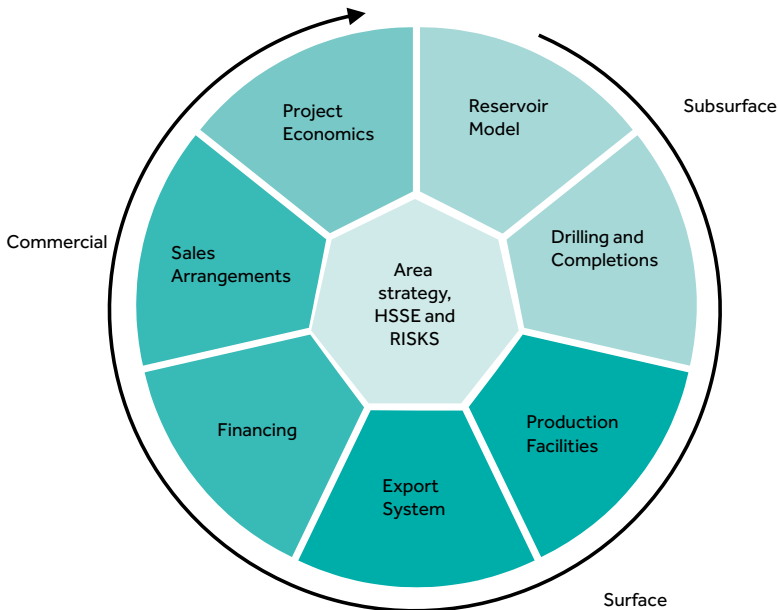 Project
Economics
Reservoir
Model
Subsurface
Drilling and
Completions
Commercial
Sales
Arrangements
Area
strategy,
HSSE and
RISKS
Financing
Production
Facilities
Export
System
Surface